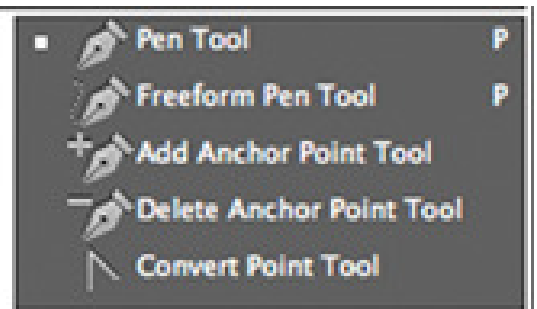 Pen Tool P
Freeform Pen Tool P
Add Anchor Point Tool
Delete Anchor Point Tool
Convert Point Tool